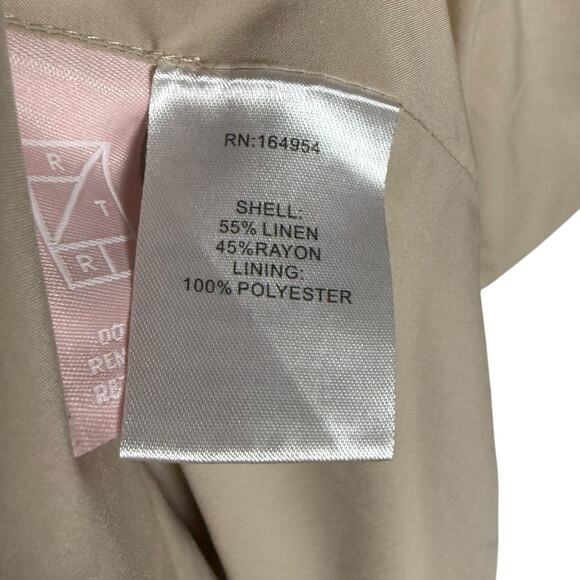 RN:164954
SHELL:
55% LINEN
45%RAYON
LINING:
100% POLYESTER
R
T
R